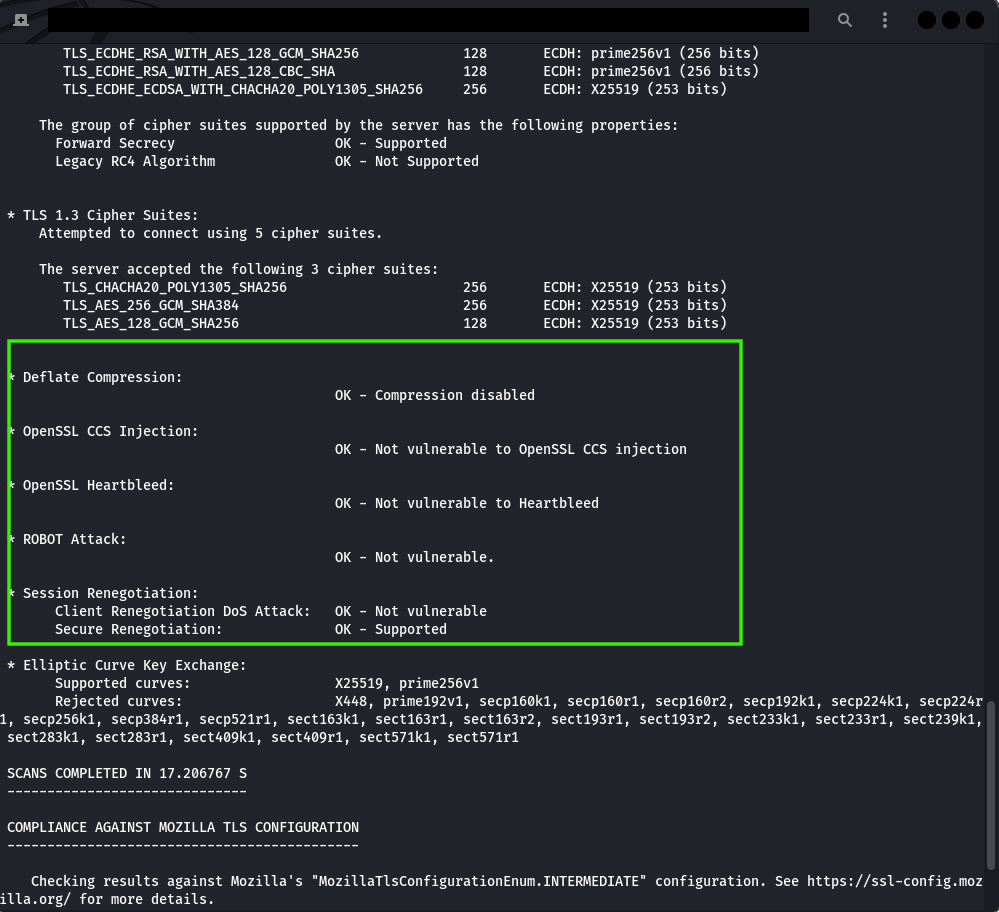 TLS_ECDHE_RSA_WITH_AES_128_GCM_SHA256 128 ECDH: prime256v1 (256 bits)
TLS_ECDHE_RSA_WITH_AES_128_CBC_SHA 128 ECDH: prime256v1 (256 bits)
TLS_ECDHE_ECDSA_WITH_CHACHA20_POLY1305_SHA256 256 ECDH: X25519 (253 bits)
The group of cipher suites supported by the server has the following properties:
Forward Secrecy OK - Supported
Legacy RC4 Algorithm OK - Not Supported
* TLS 1.3 Cipher Suites:
Attempted to connect using 5 cipher suites.
The server accepted the following 3 cipher suites:
TLS_CHACHA20_POLY1305_SHA256 256 ECDH: X25519 (253 bits)
TLS_AES_256_GCM_SHA384 256 ECDH: X25519 (253 bits)
TLS_AES_128_GCM_SHA256 128 ECDH: X25519 (253 bits)
* Deflate Compression:
OK - Compression disabled
* OpenSSL CCS Injection:
OK - Not vulnerable to OpenSSL CCS injection
* OpenSSL Heartbleed:
OK - Not vulnerable to Heartbleed
* ROBOT Attack:
OK - Not vulnerable.
* Session Renegotiation:
Client Renegotiation DoS Attack: OK - Not vulnerable
Secure Renegotiation: OK - Supported
* Elliptic Curve Key Exchange:
Supported curves: X25519, prime256v1
Rejected curves: X448, prime192v1, secp160k1, secp160r1, secp160r2, secp192k1, secp224k1, secp224r
1, secp256k1, secp384r1, secp521r1, sect163k1, sect163r1, sect163r2, sect193r1, sect193r2, sect233k1, sect233r1, sect239k1,
sect283k1, sect283r1, sect409k1, sect409r1, sect571k1, sect571r1
SCANS COMPLETED IN 17.206767 S
------------------------------
COMPLIANCE AGAINST MOZILLA TLS CONFIGURATION
--------------------------------------------
Checking results against Mozilla's "MozillaTlsConfigurationEnum.INTERMEDIATE" configuration. See https://ssl-config.moz
illa.org/ for more details.